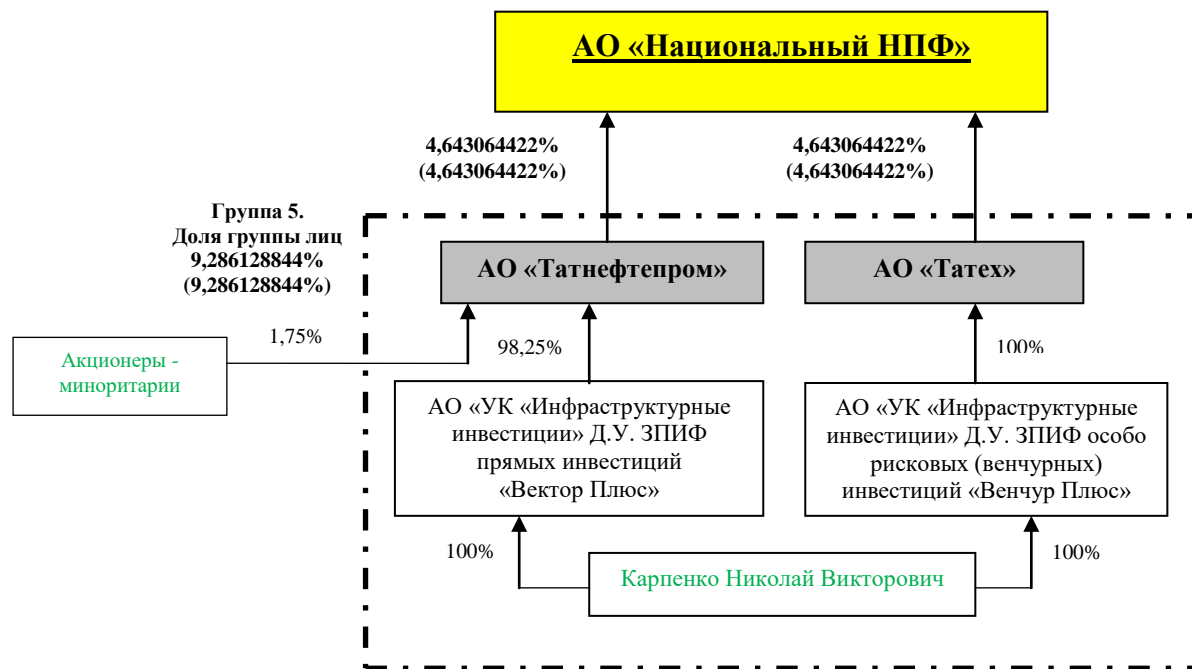 АО «Национальный НПФ»
4,643064422%
(4,643064422%)
4,643064422%
(4,643064422%)
Группа 5.
Доля группы лиц
9,286128844%
(9,286128844%)
АО «Татнефтепром»
АО «Татех»
1,75%
98,25%
100%
Акционеры -
миноритарии
АО «УК «Инфраструктурные
инвестиции» Д.У. ЗПИФ
прямых инвестиций
«Вектор Плюс»
АО «УК «Инфраструктурные
инвестиции» Д.У. ЗПИФ особо
рисковых (венчурных)
инвестиций «Венчур Плюс»
100%
100%
Карпенко Николай Викторович